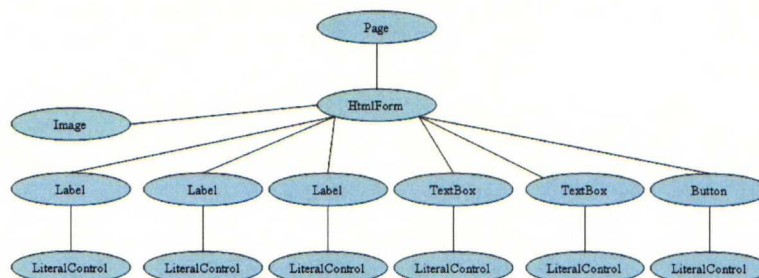 Page
HtmlForm
Image
Label Label Label TextBox TextBox Button
LiteralControl LiteralControl LiteralControl LiteralControl LiteralControl LiteralControl